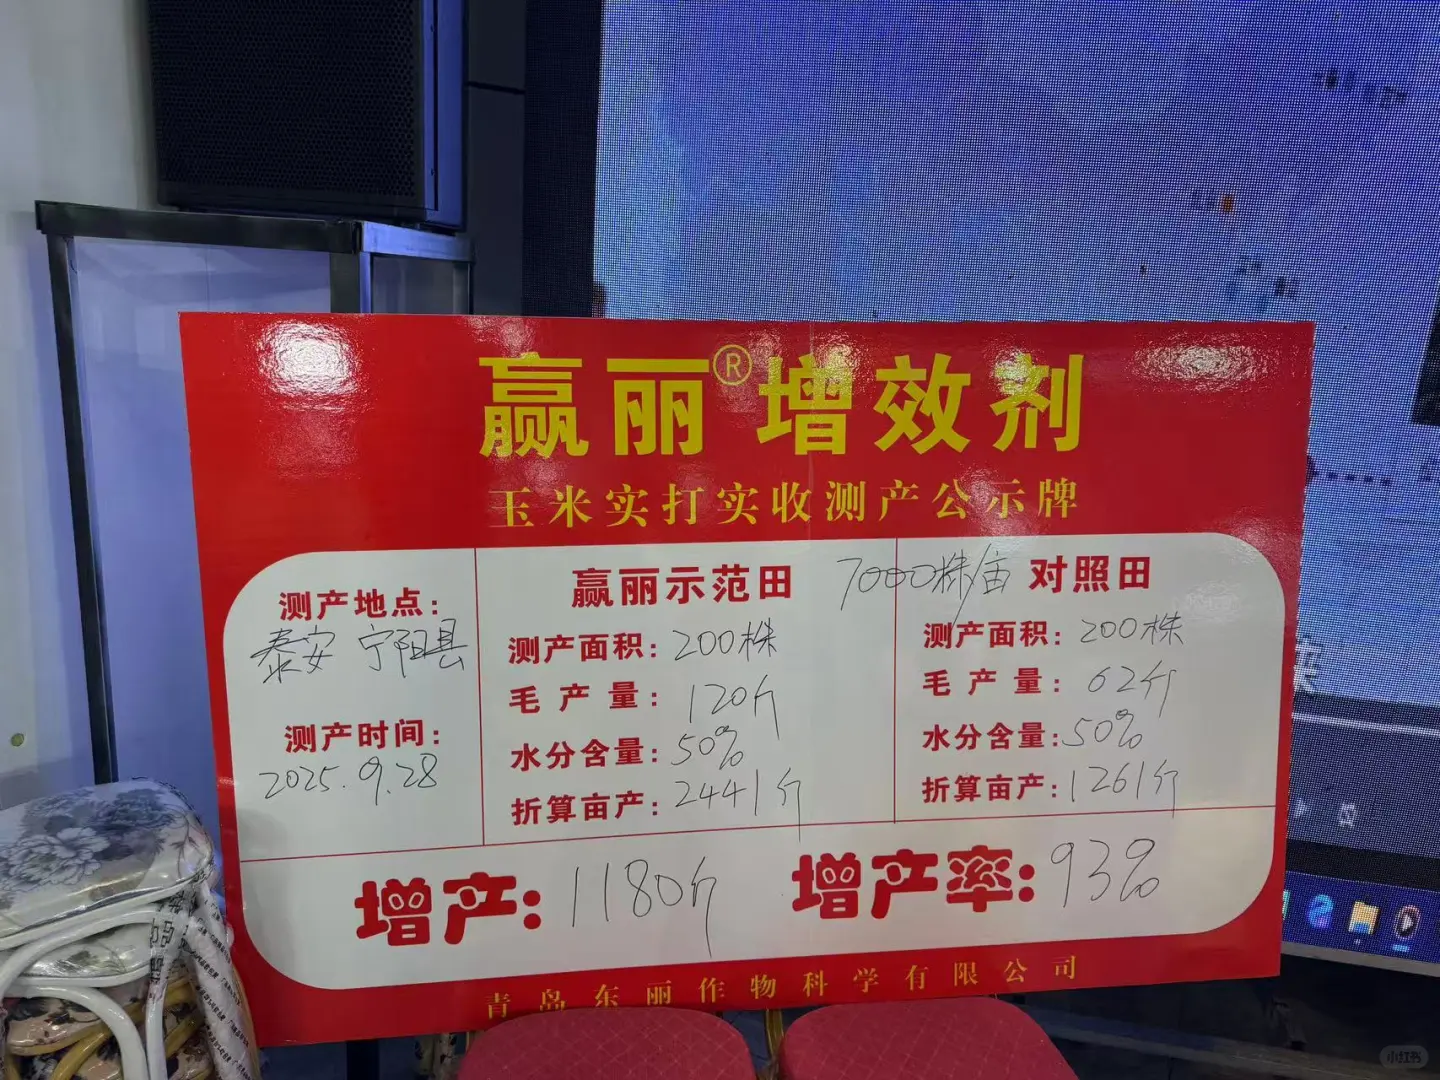 赢丽®增效剂
玉米实打实收测产公示牌
测产地点：
泰安 宁阳县
测产时间：
2025.9.28
赢丽示范田
7000株/亩
测产面积：200株
毛产量：120斤
水分含量：50%
折算亩产：2441斤
对照田
测产面积：200株
毛产量：62斤
水分含量：50%
折算亩产：1261斤
增产：1180斤 增产率：93%
青岛东丽作物科学有限公司
小红书